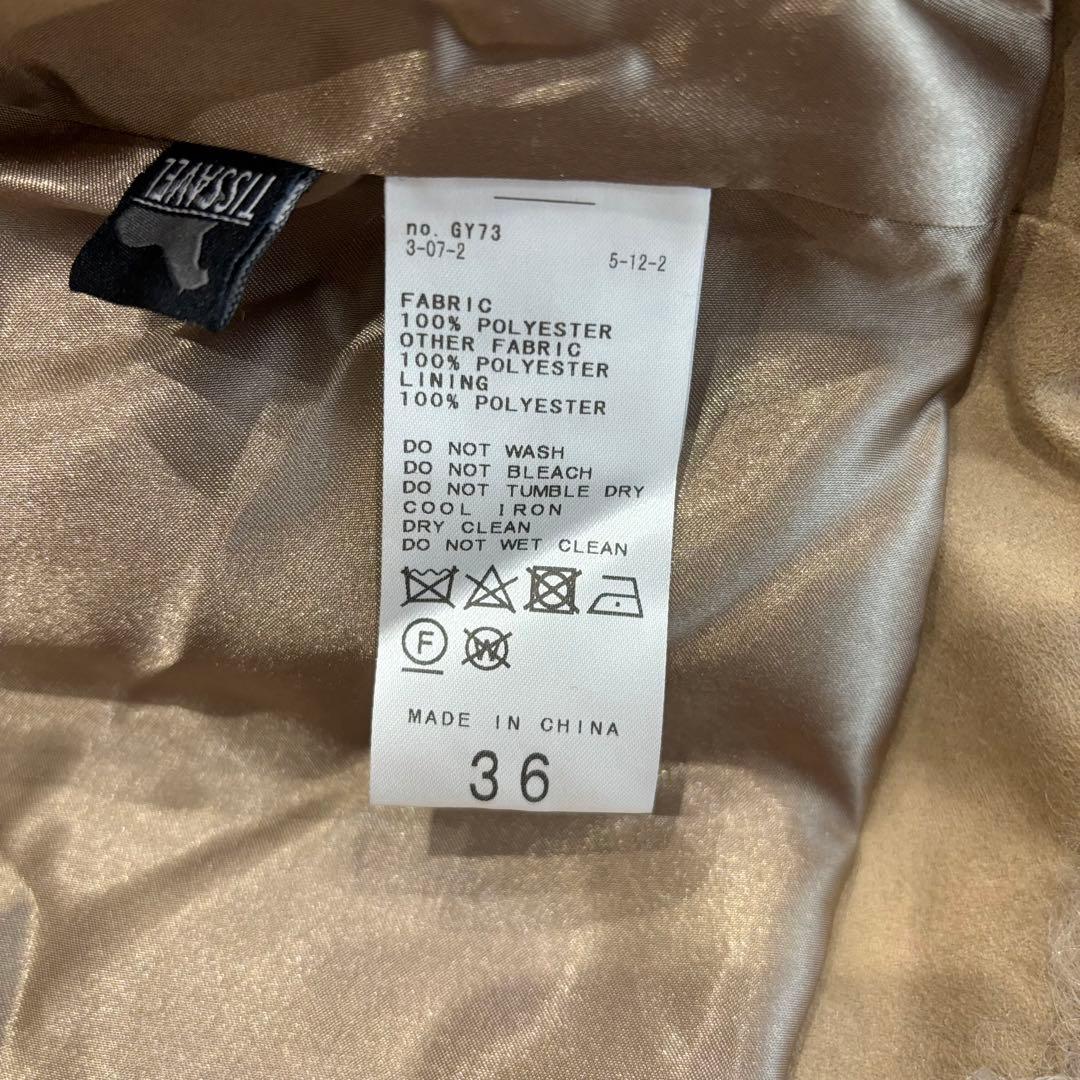 TISSAVEL
no. GY73
3-07-2
5-12-2
FABRIC
100% POLYESTER
OTHER FABRIC
100% POLYESTER
LINING
100% POLYESTER
DO NOT WASH
DO NOT BLEACH
DO NOT TUMBLE DRY
COOL IRON
DRY CLEAN
DO NOT WET CLEAN
F W
MADE IN CHINA
36